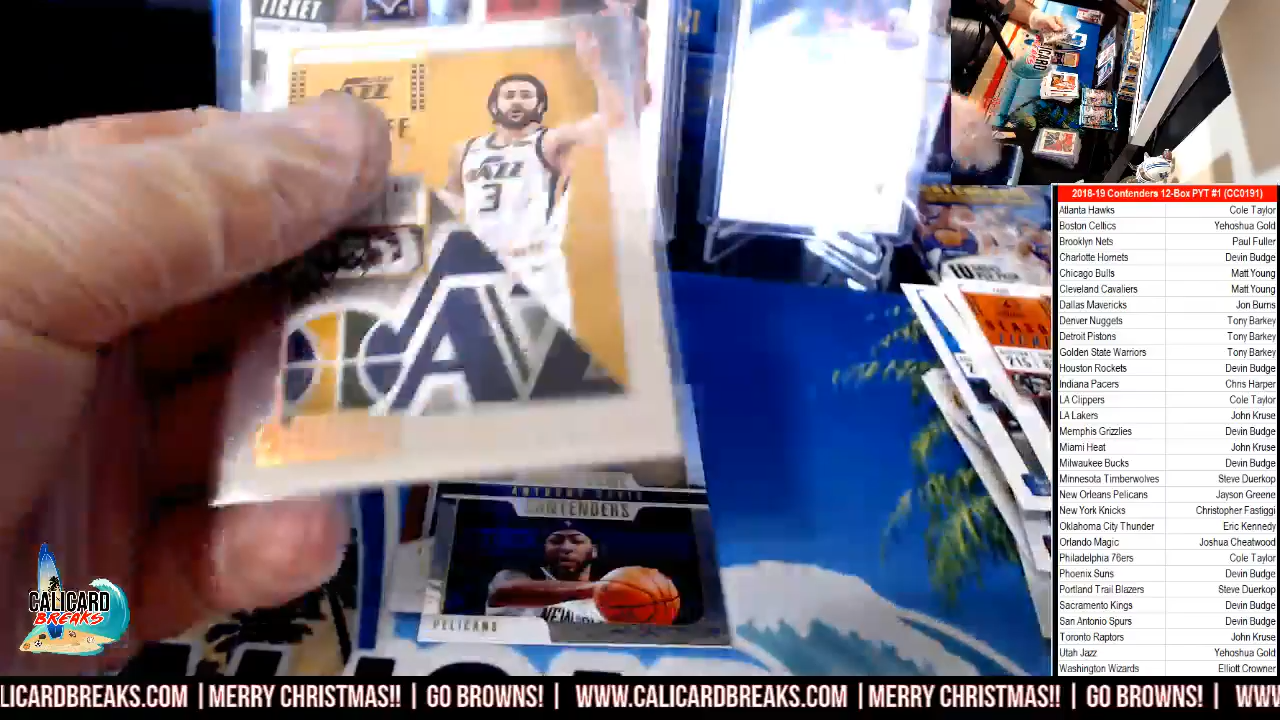 TICKET
JAZZ
JAZZ
3
ANTHONY DAVIS
CONTENDERS
PELICANS
CALICARD
BREAKS
2018-19 Contenders 12-Box PYT #1 (CC0191)
Atlanta Hawks Cole Taylor
Boston Celtics Yehoshua Gold
Brooklyn Nets Paul Fuller
Charlotte Hornets Devin Budge
Chicago Bulls Matt Young
Cleveland Cavaliers Matt Young
Dallas Mavericks Jon Burns
Denver Nuggets Tony Barkey
Detroit Pistons Tony Barkey
Golden State Warriors Tony Barkey
Houston Rockets Devin Budge
Indiana Pacers Chris Harper
LA Clippers Cole Taylor
LA Lakers John Kruse
Memphis Grizzlies Devin Budge
Miami Heat John Kruse
Milwaukee Bucks Devin Budge
Minnesota Timberwolves Steve Duerkop
New Orleans Pelicans Jayson Greene
New York Knicks Christopher Fastiggi
Oklahoma City Thunder Eric Kennedy
Orlando Magic Joshua Cheatwood
Philadelphia 76ers Cole Taylor
Phoenix Suns Devin Budge
Portland Trail Blazers Steve Duerkop
Sacramento Kings Devin Budge
San Antonio Spurs Devin Budge
Toronto Raptors John Kruse
Utah Jazz Yehoshua Gold
Washington Wizards Elliott Crowner
LICARDBREAKS.COM | MERRY CHRISTMAS!! | GO BROWNS! | WWW.CALICARDBREAKS.COM | MERRY CHRISTMAS!! | GO BROWNS! | WWW